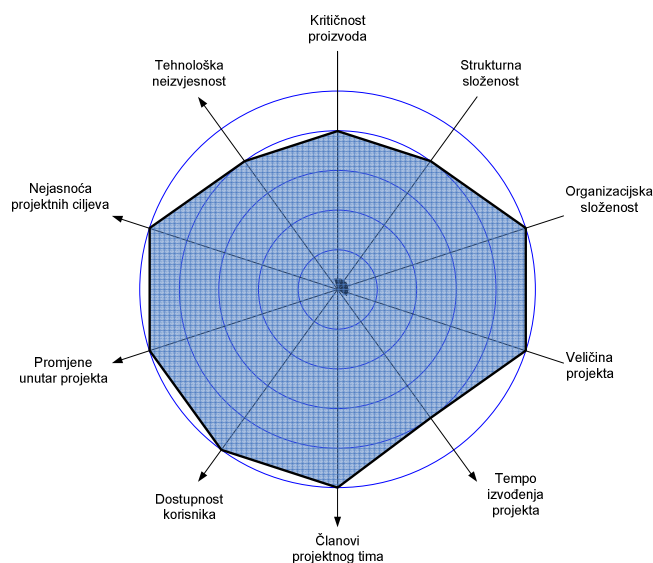 Kritičnost
proizvoda
Strukturna
složenost
Organizacijska
složenost
Veličina
projekta
Tempo
izvođenja
projekta
Članovi
projektnog tima
Dostupnost
korisnika
Promjene
unutar projekta
Nejasnoća
projektnih ciljeva
Tehnološka
neizvjesnost